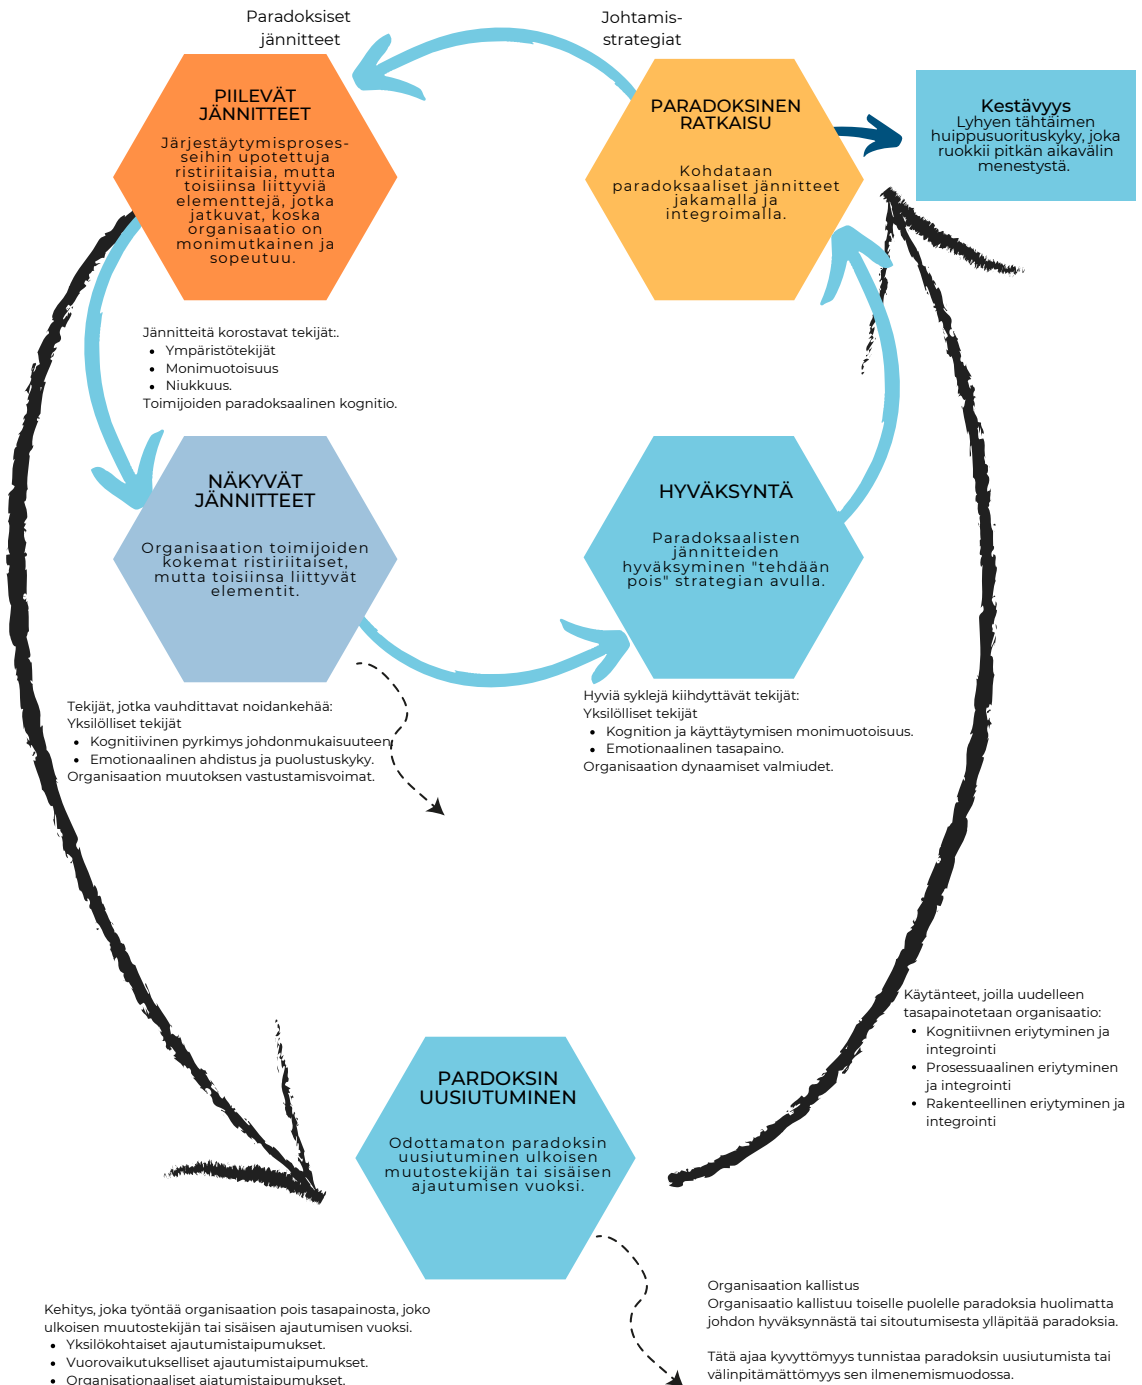 Paradoksiset
jännitteet
Johtamis-
strategiat
PIILEVÄT
JÄNNITTEET
Järjestäytymisproses-
seihin upotettuja
ristiriitaisia, mutta
toisiinsa liittyviä
elementtejä, jotka
jatkuvat, koska
organisaatio on
monimutkainen ja
sopeutuu.
PARADOKSINEN
RATKAISU
Kohdataan
paradoksaaliset jännitteet
jakamalla ja
integroimalla.
Kestävyys
Lyhyen tähtäimen
huippusuorituskyky, joka
ruokkii pitkän aikavälin
menestystä.
Jännitteitä korostavat tekijät:.
• Ympäristötekijät
• Monimuotoisuus
• Niukkuus.
Toimijoiden paradoksaalinen kognitio.
NÄKYVÄT
JÄNNITTEET
Organisaation toimijoiden
kokemat ristiriitaiset,
mutta toisiinsa liittyvät
elementit.
HYVÄKSYNTÄ
Paradoksaalisten
jännitteiden
hyväksyminen "tehdään
pois" strategian avulla.
Tekijät, jotka vauhdittavat noidankehää:
Yksilölliset tekijät
• Kognitiivinen pyrkimys johdonmukaisuuteen
• Emotionaalinen ahdistus ja puolustuskyky.
Organisaation muutoksen vastustamisvoimat.
Hyviä syklejä kiihdyttävät tekijät:
Yksilölliset tekijät
• Kognition ja käyttäytymisen monimuotoisuus.
• Emotionaalinen tasapaino.
Organisaation dynaamiset valmiudet.
Käytänteet, joilla uudelleen
tasapainotetaan organisaatio:
• Kognitiivnen eriytyminen ja
integrointi
• Prosessuaalinen eriytyminen
ja integrointi
• Rakenteellinen eriytyminen ja
integrointi
PARDOKSIN
UUSIUTUMINEN
Odottamaton paradoksin
uusiutuminen ulkoisen
muutostekijän tai sisäisen
ajautumisen vuoksi.
Kehitys, joka työntää organisaation pois tasapainosta, joko
ulkoisen muutostekijän tai sisäisen ajautumisen vuoksi.
• Yksilökohtaiset ajautumistaipumukset.
• Vuorovaikutukselliset ajautumistaipumukset.
• Organisationaaliset ajatumistaipumukset.
Organisaation kallistus
Organisaatio kallistuu toiselle puolelle paradoksia huolimatta
johdon hyväksynnästä tai sitoutumisesta ylläpitää paradoksia.
Tätä ajaa kyvyttömyys tunnistaa paradoksin uusiutumista tai
välinpitämättömyys sen ilmenemismuodossa.